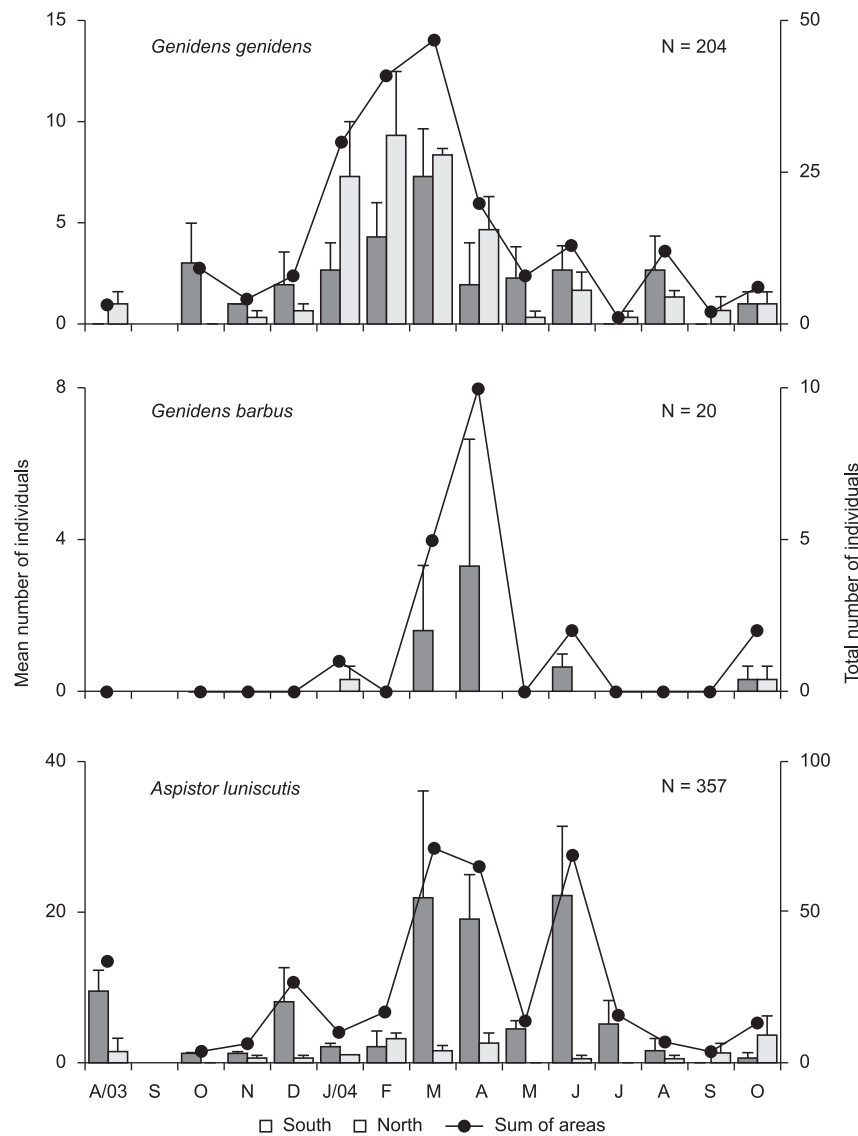 15
50
Genidens genidens
N = 204
10
25
5
0
0
8
10
Genidens barbus
N = 20
4
5
0
0
Mean number of individuals
Total number of individuals
40
100
Aspistor luniscutis
N = 357
20
50
0
0
A/03 S O N D J/04 F M A M J J A S O
South North Sum of areas